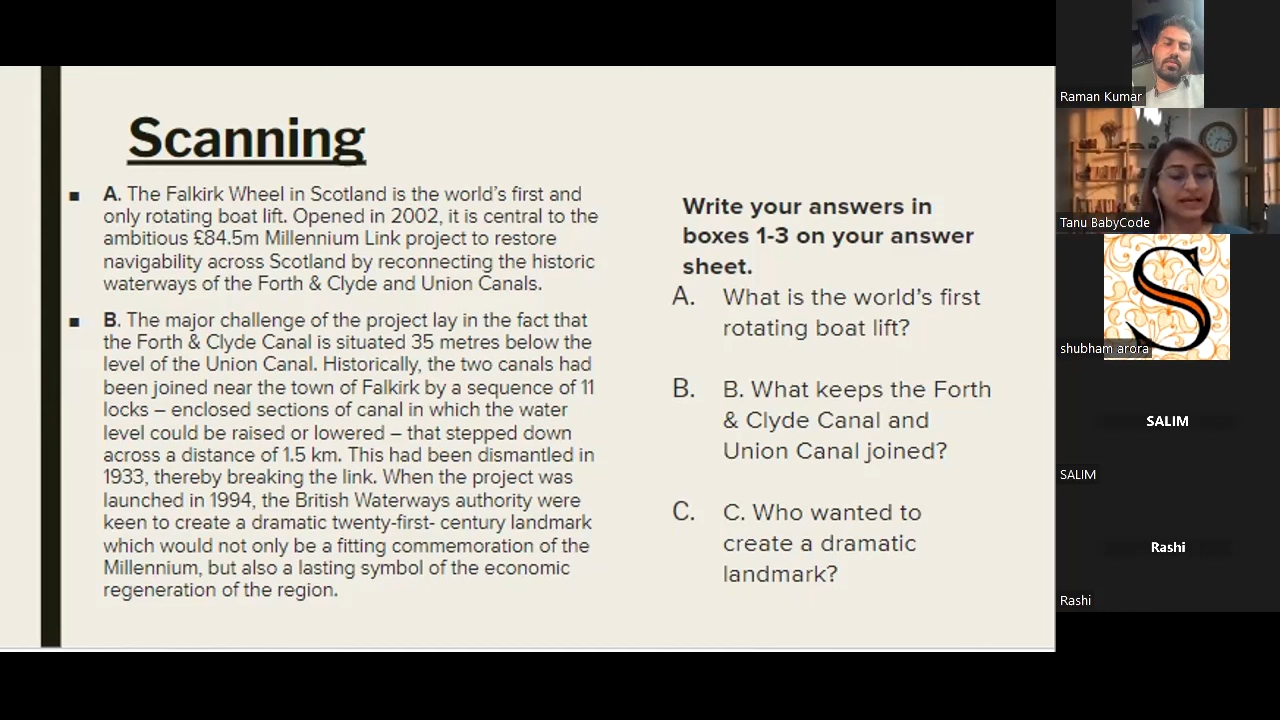 Scanning
■ A. The Falkirk Wheel in Scotland is the world's first and
only rotating boat lift. Opened in 2002, it is central to the
ambitious £84.5m Millennium Link project to restore
navigability across Scotland by reconnecting the historic
waterways of the Forth & Clyde and Union Canals.
■ B. The major challenge of the project lay in the fact that
the Forth & Clyde Canal is situated 35 metres below the
level of the Union Canal. Historically, the two canals had
been joined near the town of Falkirk by a sequence of 11
locks – enclosed sections of canal in which the water
level could be raised or lowered – that stepped down
across a distance of 1.5 km. This had been dismantled in
1933, thereby breaking the link. When the project was
launched in 1994, the British Waterways authority were
keen to create a dramatic twenty-first- century landmark
which would not only be a fitting commemoration of the
Millennium, but also a lasting symbol of the economic
regeneration of the region.
Write your answers in
boxes 1-3 on your answer
sheet.
A. What is the world's first
rotating boat lift?
B. B. What keeps the Forth
& Clyde Canal and
Union Canal joined?
C. C. Who wanted to
create a dramatic
landmark?
Raman Kumar
Tanu BabyCode
S
shubham arora
SALIM
SALIM
Rashi
Rashi